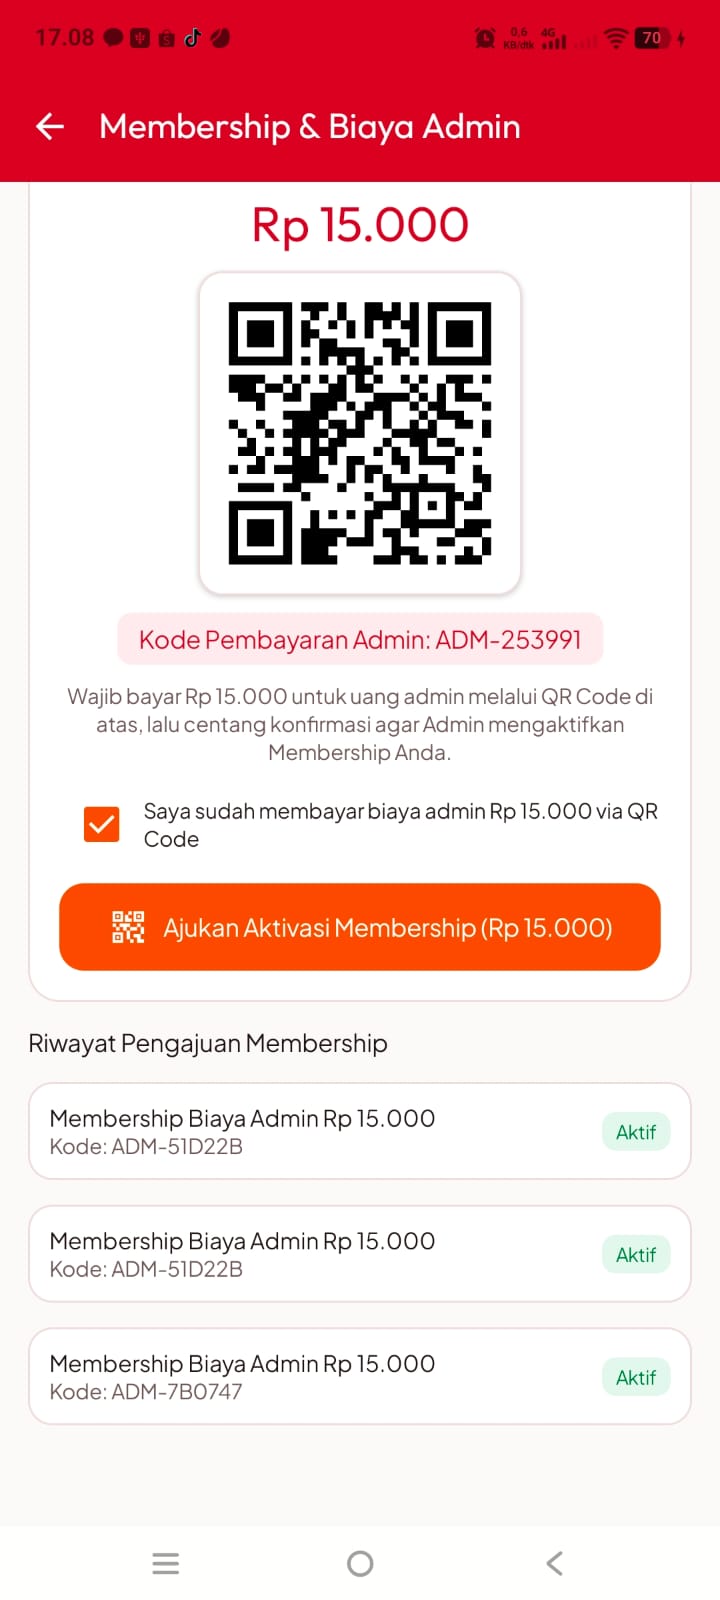 17.08
0,6
KB/dtk
4G
70
Membership & Biaya Admin
Rp 15.000
Kode Pembayaran Admin: ADM-253991
Wajib bayar Rp 15.000 untuk uang admin melalui QR Code di
atas, lalu centang konfirmasi agar Admin mengaktifkan
Membership Anda.
Saya sudah membayar biaya admin Rp 15.000 via QR
Code
Ajukan Aktivasi Membership (Rp 15.000)
Riwayat Pengajuan Membership
Membership Biaya Admin Rp 15.000
Kode: ADM-51D22B
Aktif
Membership Biaya Admin Rp 15.000
Kode: ADM-51D22B
Aktif
Membership Biaya Admin Rp 15.000
Kode: ADM-7B0747
Aktif